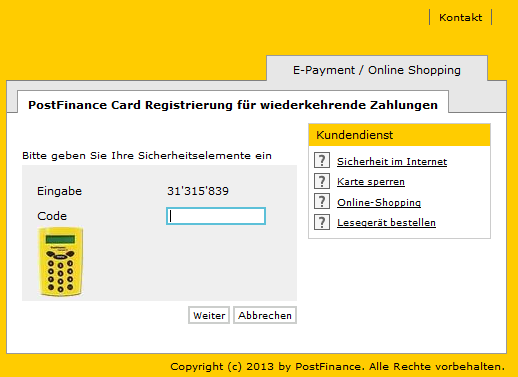 Kontakt
E-Payment / Online Shopping
PostFinance Card Registrierung für wiederkehrende Zahlungen
Bitte geben Sie Ihre Sicherheitselemente ein
Eingabe 31'315'839
Code
Weiter Abbrechen
Kundendienst
? Sicherheit im Internet
? Karte sperren
? Online-Shopping
? Lesegerät bestellen
Copyright (c) 2013 by PostFinance. Alle Rechte vorbehalten.